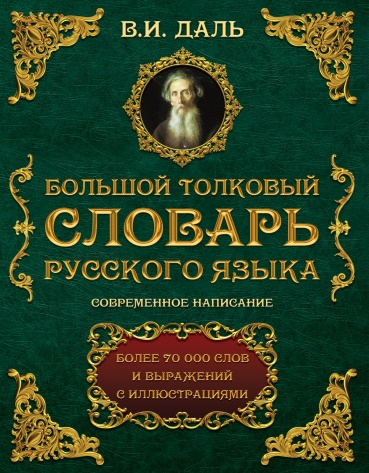 В.И. ДАЛЬ
БОЛЬШОЙ ТОЛКОВЫЙ
СЛОВАРЬ
РУССКОГО ЯЗЫКА
СОВРЕМЕННОЕ НАПИСАНИЕ
БОЛЕЕ 70 000 СЛОВ
И ВЫРАЖЕНИЙ
С ИЛЛЮСТРАЦИЯМИ